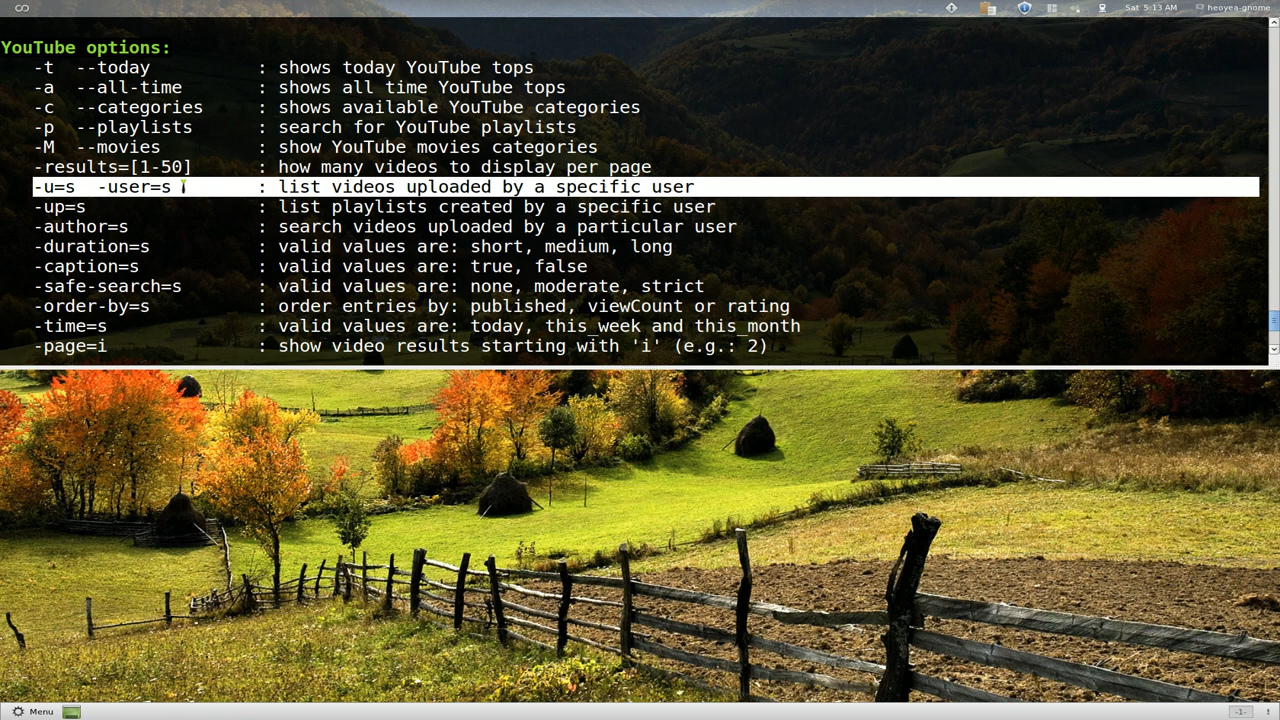 Sat 5:13 AM heoyea-gnome
YouTube options:
-t --today : shows today YouTube tops
-a --all-time : shows all time YouTube tops
-c --categories : shows available YouTube categories
-p --playlists : search for YouTube playlists
-M --movies : show YouTube movies categories
-results=[1-50] : how many videos to display per page
-u=s -user=s : list videos uploaded by a specific user
-up=s : list playlists created by a specific user
-author=s : search videos uploaded by a particular user
-duration=s : valid values are: short, medium, long
-caption=s : valid values are: true, false
-safe-search=s : valid values are: none, moderate, strict
-order-by=s : order entries by: published, viewCount or rating
-time=s : valid values are: today, this_week and this_month
-page=i : show video results starting with 'i' (e.g.: 2)
Menu -1- !